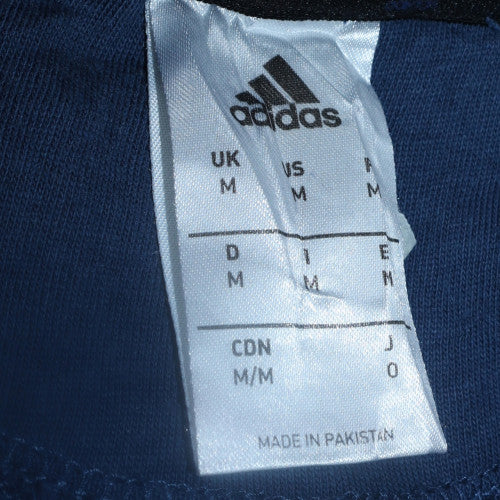 adidas
UK US F
M M M
D I E
M M M
CDN J
M/M O
MADE IN PAKISTAN